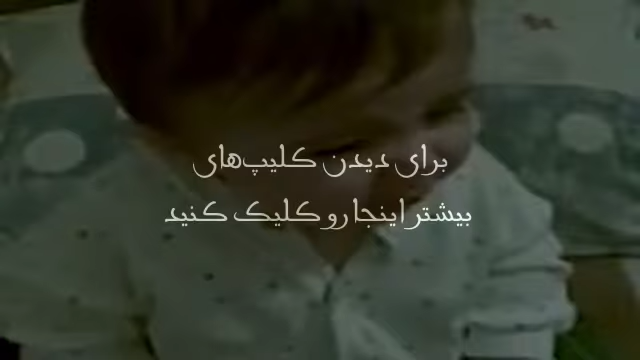 برای دیدن کلیپ‌های
بیشتر اینجا رو کلیک کنید